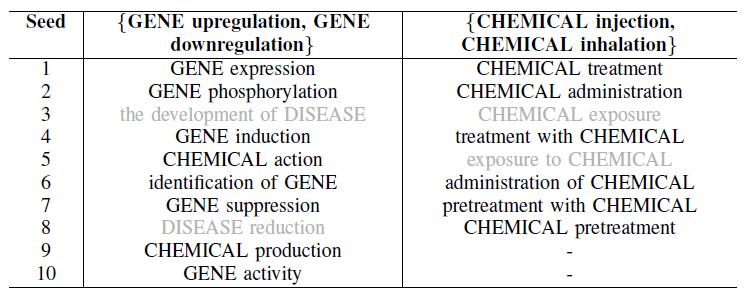 Seed {GENE upregulation, GENE downregulation} {CHEMICAL injection, CHEMICAL inhalation}
1 GENE expression CHEMICAL treatment
2 GENE phosphorylation CHEMICAL administration
3 the development of DISEASE CHEMICAL exposure
4 GENE induction treatment with CHEMICAL
5 CHEMICAL action exposure to CHEMICAL
6 identification of GENE administration of CHEMICAL
7 GENE suppression pretreatment with CHEMICAL
8 DISEASE reduction CHEMICAL pretreatment
9 CHEMICAL production -
10 GENE activity -